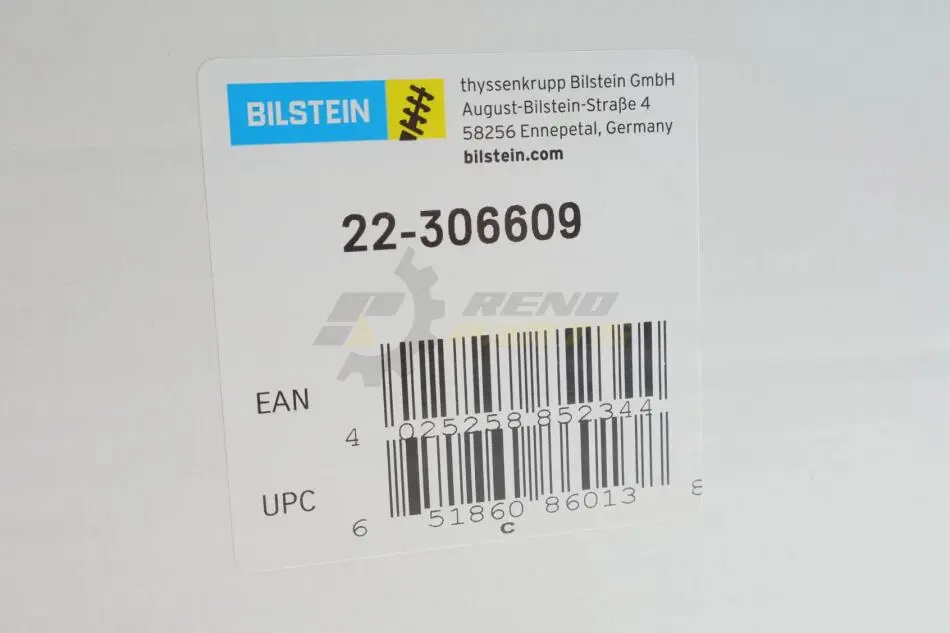 BILSTEIN
thyssenkrupp Bilstein GmbH
August-Bilstein-Straße 4
58256 Ennepetal, Germany
bilstein.com
22-306609
RENO
PARTS
EAN
4 025258 852344
UPC
6 51860 86013 8
C